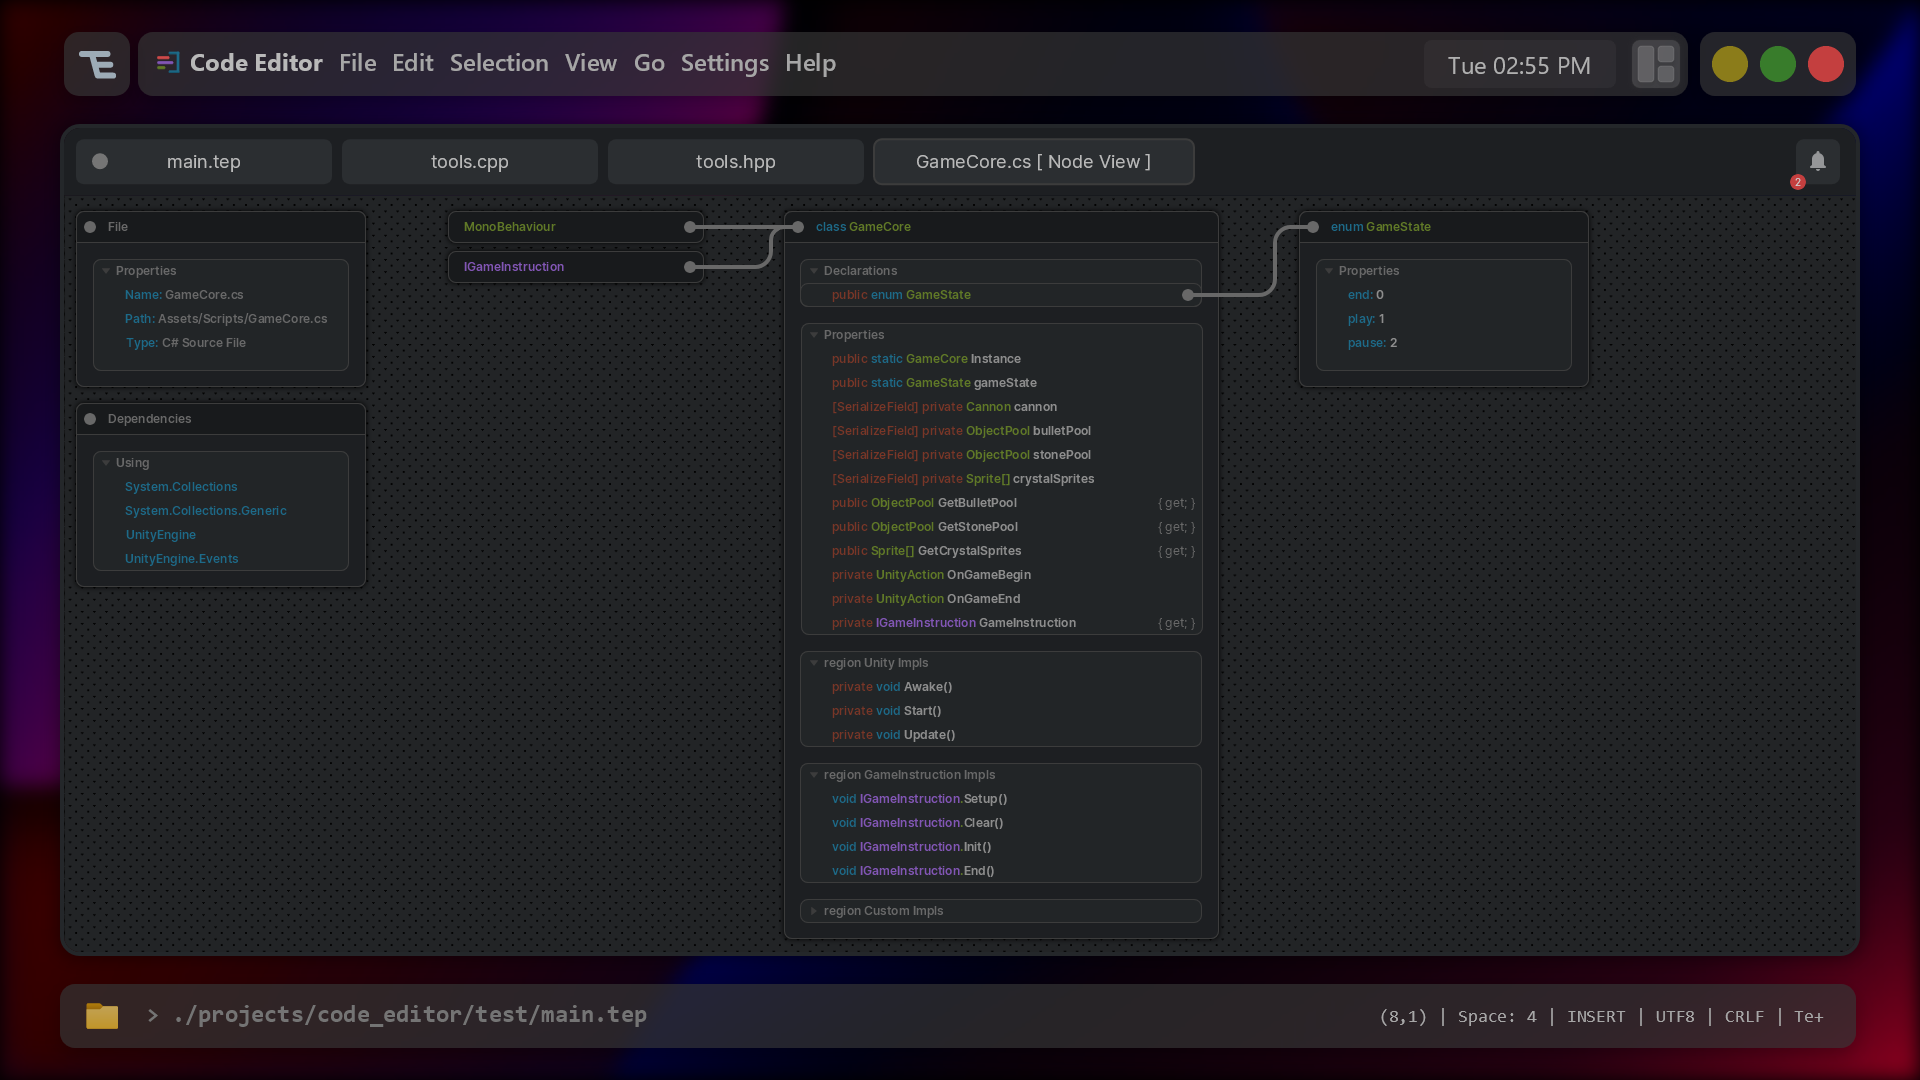 Code Editor File Edit Selection View Go Settings Help
Tue 02:55 PM
main.tep
tools.cpp
tools.hpp
GameCore.cs [ Node View ]
2
File
Properties
Name: GameCore.cs
Path: Assets/Scripts/GameCore.cs
Type: C# Source File
Dependencies
Using
System.Collections
System.Collections.Generic
UnityEngine
UnityEngine.Events
MonoBehaviour
IGameInstruction
class GameCore
Declarations
public enum GameState
Properties
public static GameCore Instance
public static GameState gameState
[SerializeField] private Cannon cannon
[SerializeField] private ObjectPool bulletPool
[SerializeField] private ObjectPool stonePool
[SerializeField] private Sprite[] crystalSprites
public ObjectPool GetBulletPool { get; }
public ObjectPool GetStonePool { get; }
public Sprite[] GetCrystalSprites { get; }
private UnityAction OnGameBegin
private UnityAction OnGameEnd
private IGameInstruction GameInstruction { get; }
region Unity Impls
private void Awake()
private void Start()
private void Update()
region GameInstruction Impls
void IGameInstruction.Setup()
void IGameInstruction.Clear()
void IGameInstruction.Init()
void IGameInstruction.End()
region Custom Impls
enum GameState
Properties
end: 0
play: 1
pause: 2
> ./projects/code_editor/test/main.tep
(8,1) | Space: 4 | INSERT | UTF8 | CRLF | Te+